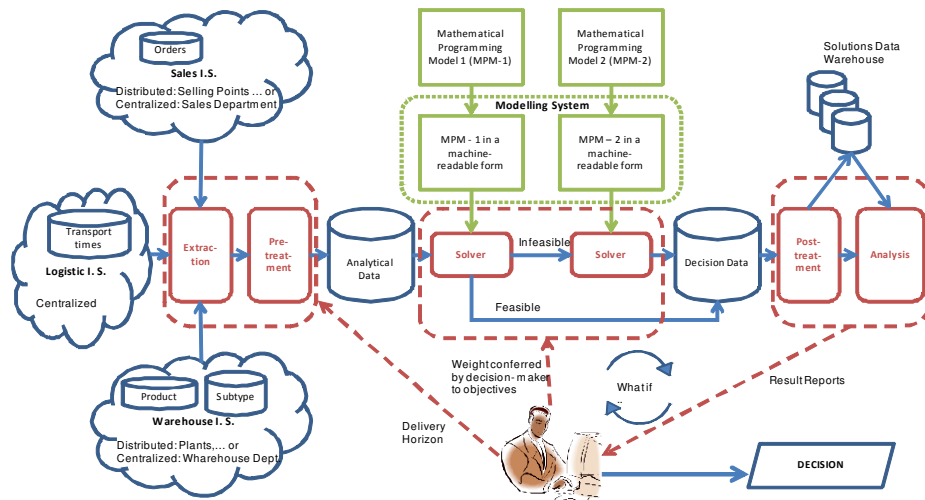 Orders
Sales I.S.
Distributed: Selling Points ... or
Centralized: Sales Department
Mathematical
Programming
Model 1 (MPM-1)
Mathematical
Programming
Model 2 (MPM-2)
Solutions Data
Warehouse
Modelling System
MPM - 1 in a
machine-
readable form
MPM – 2 in a
machine-
readable form
Transport
times
Logistic I. S.
Centralized
Extrac-
tion
Pre-
treatment
Analytical
Data
Solver
Infeasible
Solver
Feasible
Decision Data
Post-
treat-
ment
Analysis
Product
Subtype
Warehouse I. S.
Distributed: Plants,... or
Centralized: Wharehouse Dept
Delivery
Horizon
Weight conferred
by decision- maker
to objectives
What if
...
Result Reports
DECISION